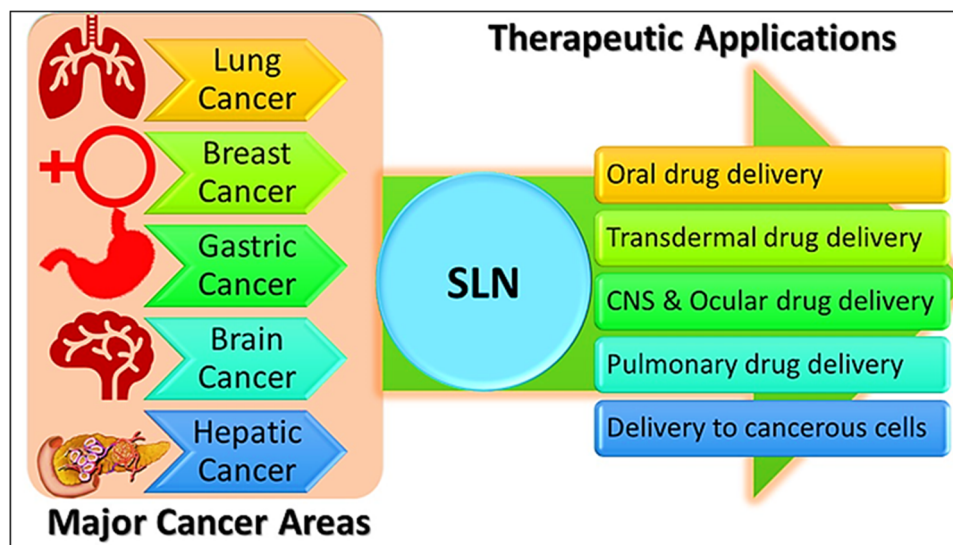 Lung
Cancer
Breast
Cancer
Gastric
Cancer
Brain
Cancer
Hepatic
Cancer
Major Cancer Areas
SLN
Therapeutic Applications
Oral drug delivery
Transdermal drug delivery
CNS & Ocular drug delivery
Pulmonary drug delivery
Delivery to cancerous cells